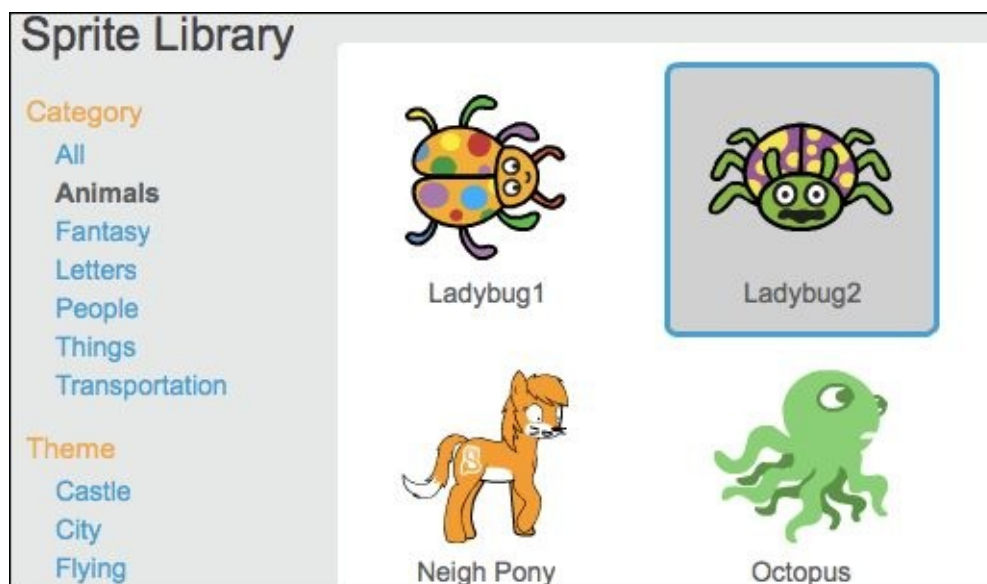 Sprite Library
Category
All
Animals
Fantasy
Letters
People
Things
Transportation
Theme
Castle
City
Flying
Ladybug1
Ladybug2
Neigh Pony
Octopus